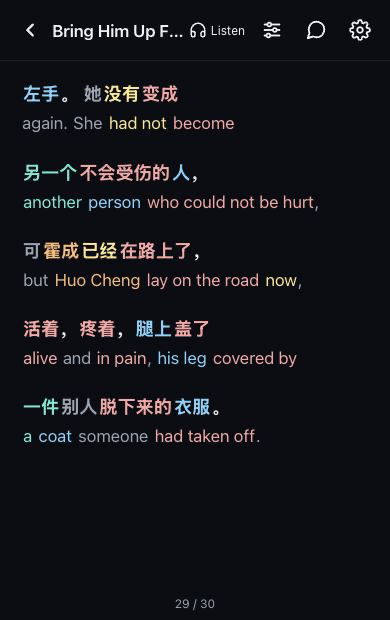 Bring Him Up F... Listen
左手。 她没有变成
again. She had not become
另一个不会受伤的人，
another person who could not be hurt,
可霍成已经在路上了，
but Huo Cheng lay on the road now,
活着，疼着，腿上盖了
alive and in pain, his leg covered by
一件别人脱下来的衣服。
a coat someone had taken off.
29 / 30